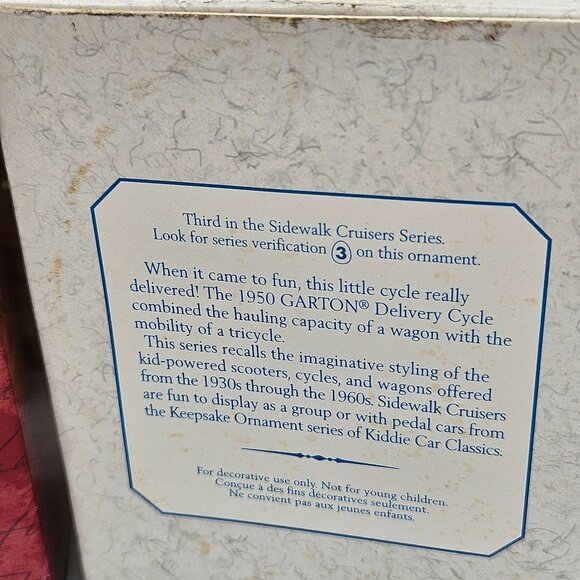 Third in the Sidewalk Cruisers Series.
Look for series verification 3 on this ornament.
When it came to fun, this little cycle really
delivered! The 1950 GARTON® Delivery Cycle
combined the hauling capacity of a wagon with the
mobility of a tricycle.
This series recalls the imaginative styling of the
kid-powered scooters, cycles, and wagons offered
from the 1930s through the 1960s. Sidewalk Cruisers
are fun to display as a group or with pedal cars from
the Keepsake Ornament series of Kiddie Car Classics.
For decorative use only. Not for young children.
Conçue à des fins décoratives seulement.
Ne convient pas aux jeunes enfants.